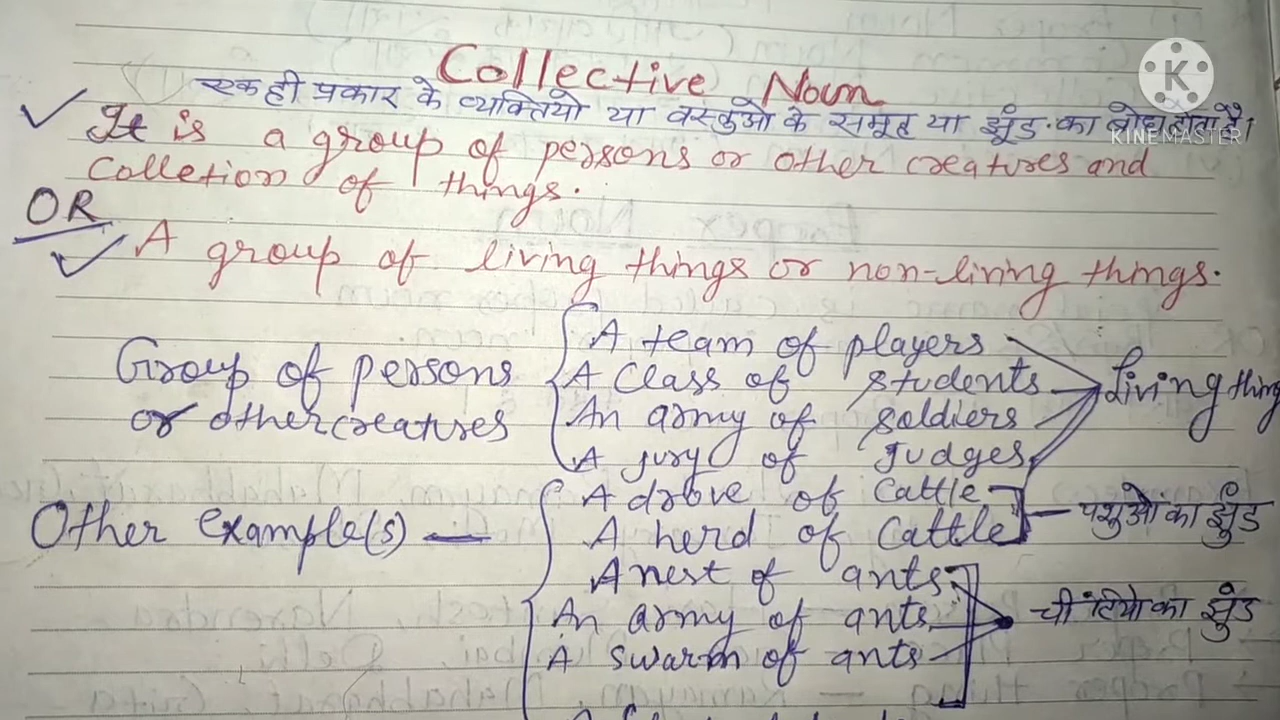 Collective Noun
एक ही प्रकार के व्यक्तियो या वस्तुओ के समूह या झूंड का बोध होता है।
It is a group of persons or other creatures and
Colletion of things.
OR
A group of living things or non-living things.
Group of persons
or other creatures
A team of players
A Class of students
An army of soldiers
A jury of Judges
Living thing
Other example(s) —
A drove of Cattle
A herd of Cattle
पशुओं का झुंड
A nest of ants
An army of ants
A swarm of ants
चींटियो का झुंड
K
KINEMASTER